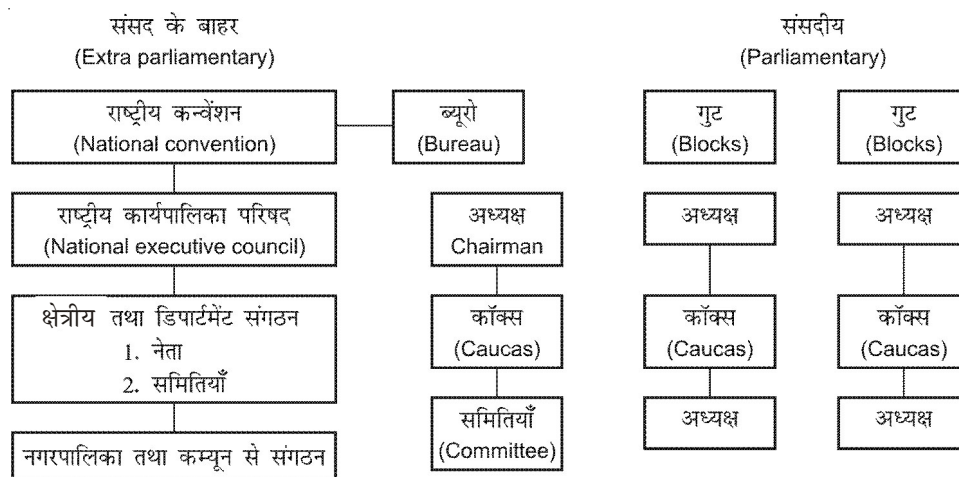 संसद के बाहर
(Extra parliamentary)
संसदीय
(Parliamentary)
राष्ट्रीय कन्वेंशन
(National convention)
ब्यूरो
(Bureau)
गुट
(Blocks)
गुट
(Blocks)
राष्ट्रीय कार्यपालिका परिषद
(National executive council)
अध्यक्ष
Chairman
अध्यक्ष
अध्यक्ष
क्षेत्रीय तथा डिपार्टमेंट संगठन
1. नेता
2. समितियाँ
कॉक्स
(Caucas)
कॉक्स
(Caucas)
कॉक्स
(Caucas)
नगरपालिका तथा कम्यून से संगठन
समितियाँ
(Committee)
अध्यक्ष
अध्यक्ष